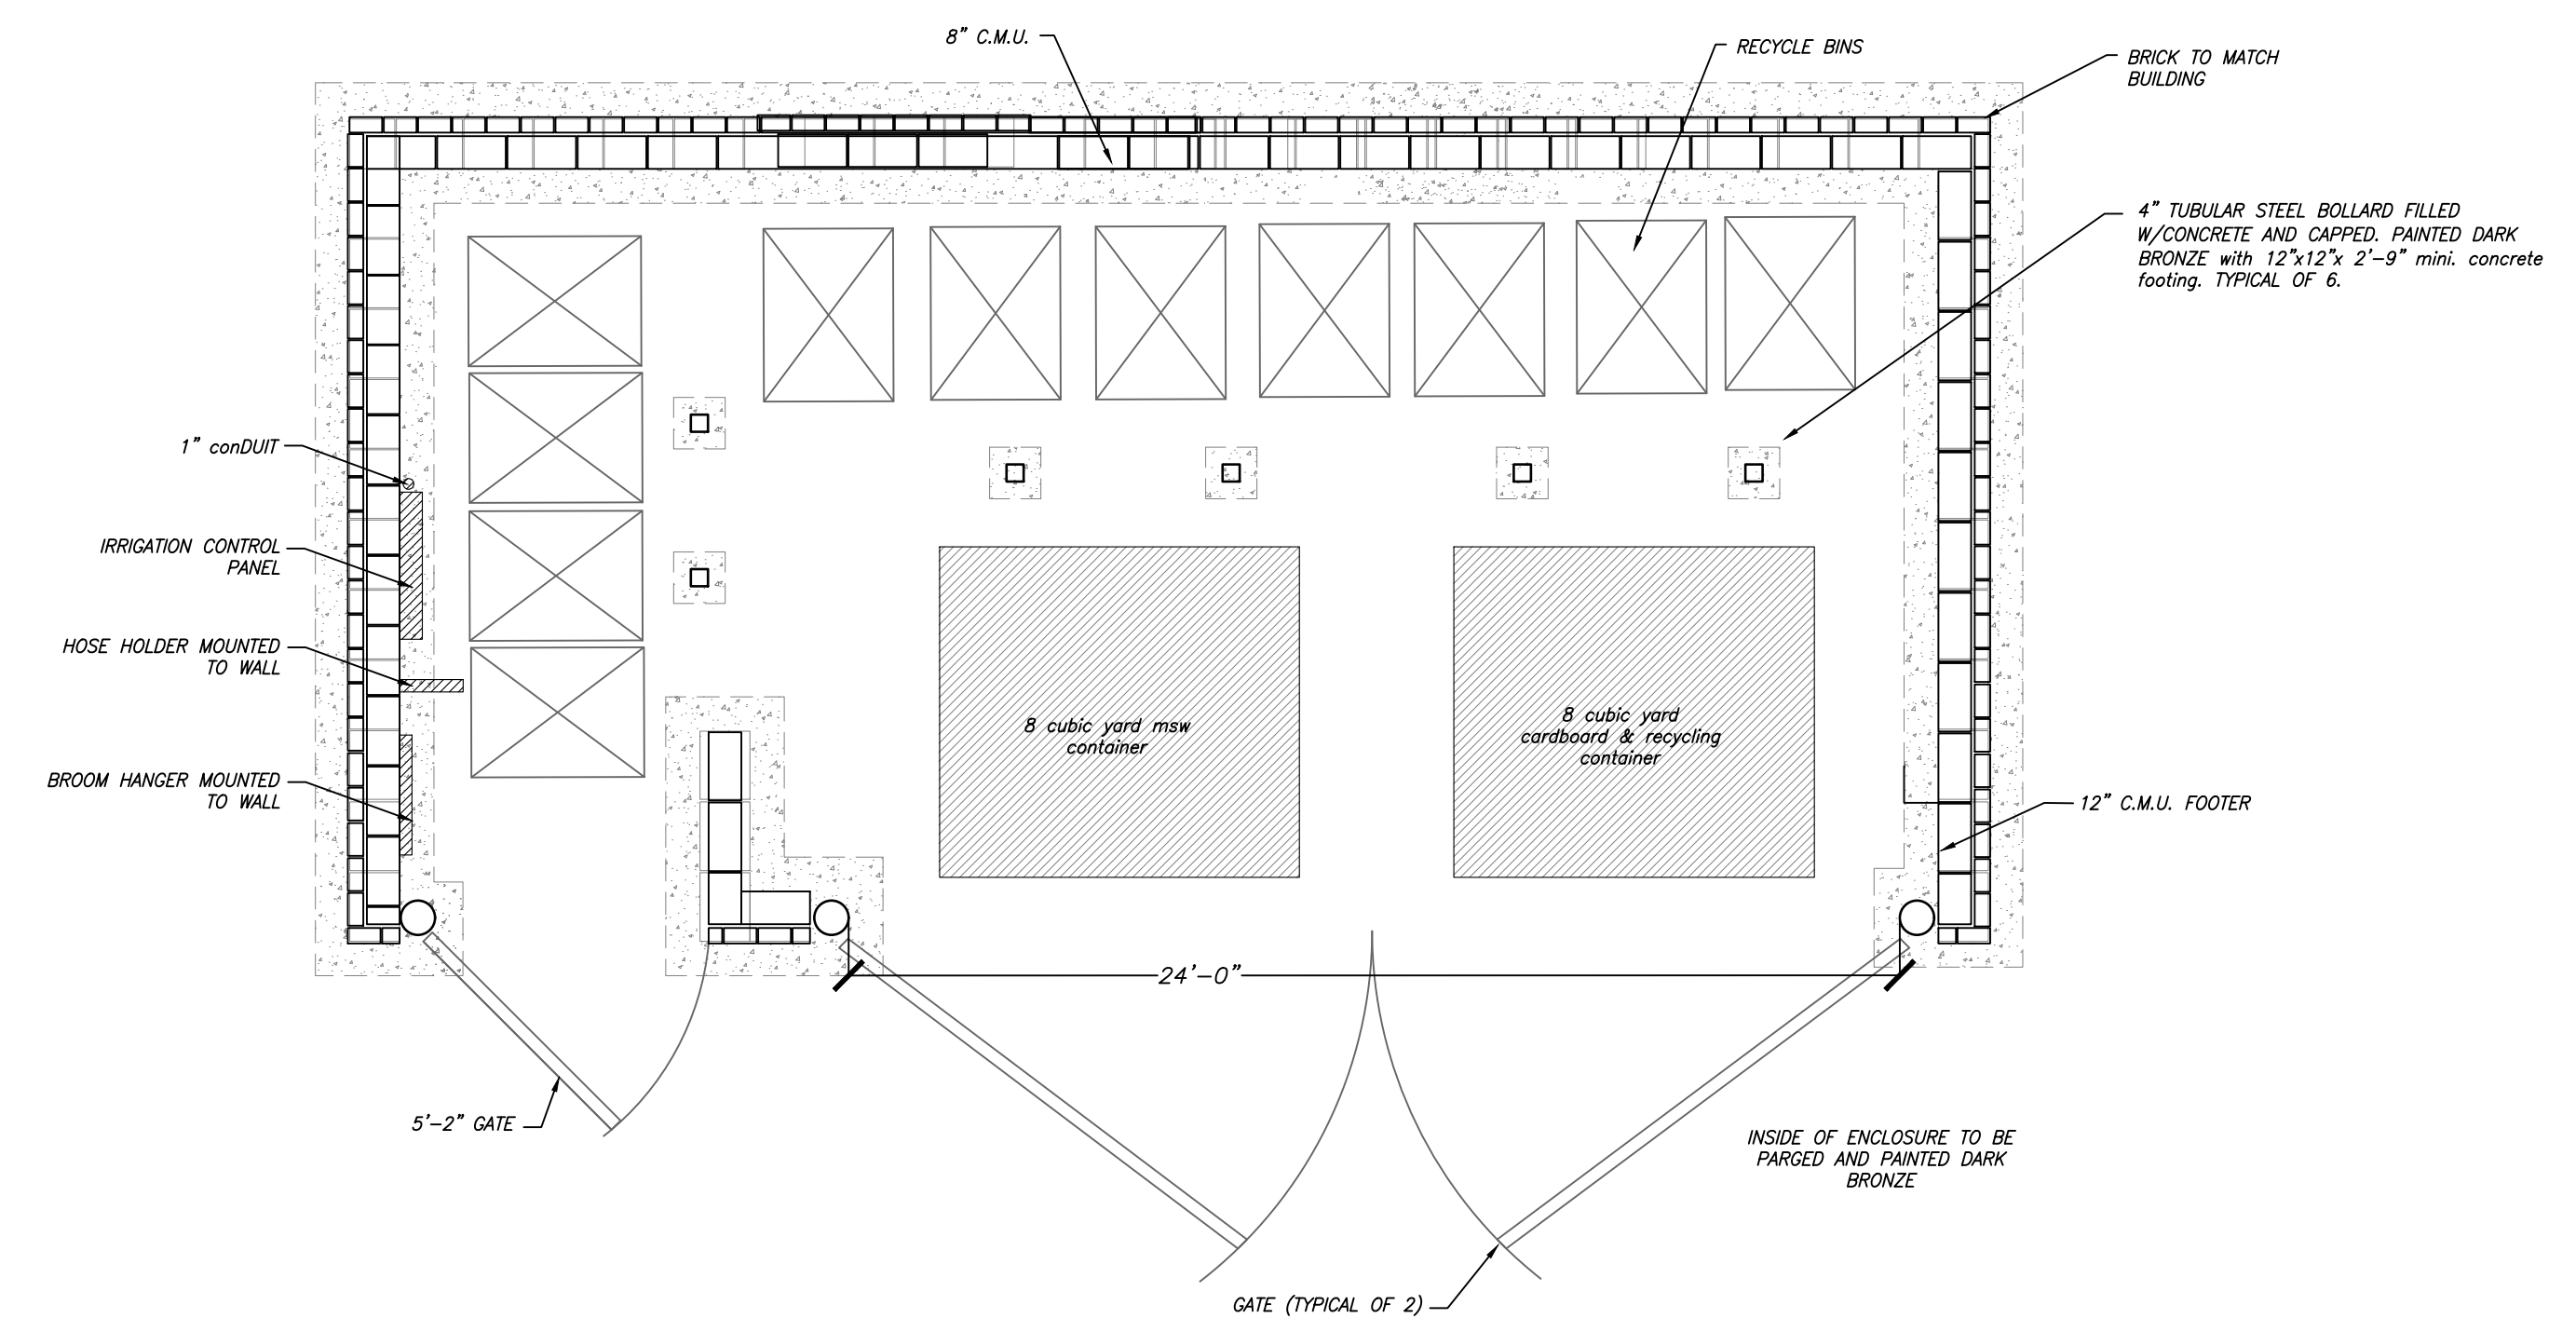 8" C.M.U.
RECYCLE BINS
BRICK TO MATCH
BUILDING
4" TUBULAR STEEL BOLLARD FILLED
W/CONCRETE AND CAPPED. PAINTED DARK
BRONZE with 12"x12"x 2'-9" mini. concrete
footing. TYPICAL OF 6.
1" conDUIT
IRRIGATION CONTROL
PANEL
HOSE HOLDER MOUNTED
TO WALL
BROOM HANGER MOUNTED
TO WALL
8 cubic yard msw
container
8 cubic yard
cardboard & recycling
container
12" C.M.U. FOOTER
24'-0"
5'-2" GATE
INSIDE OF ENCLOSURE TO BE
PARGED AND PAINTED DARK
BRONZE
GATE (TYPICAL OF 2)